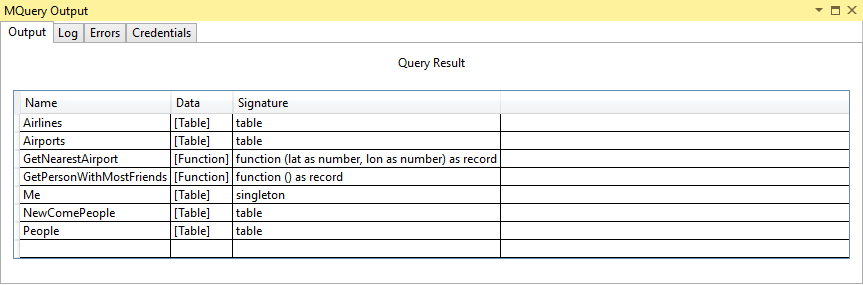 MQuery Output
Output Log Errors Credentials
Query Result
Name Data Signature
Airlines [Table] table
Airports [Table] table
GetNearestAirport [Function] function (lat as number, lon as number) as record
GetPersonWithMostFriends [Function] function () as record
Me [Table] singleton
NewComePeople [Table] table
People [Table] table